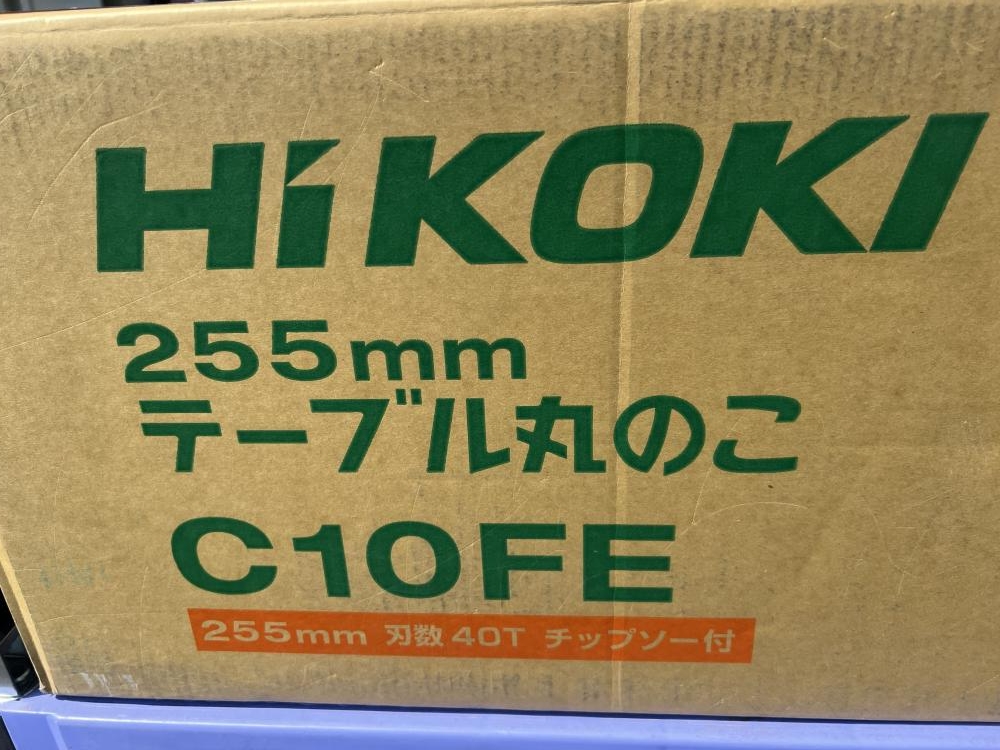 HiKOKI
255mm
テーブル丸のこ
C10FE
255mm 刃数40T チップソー付